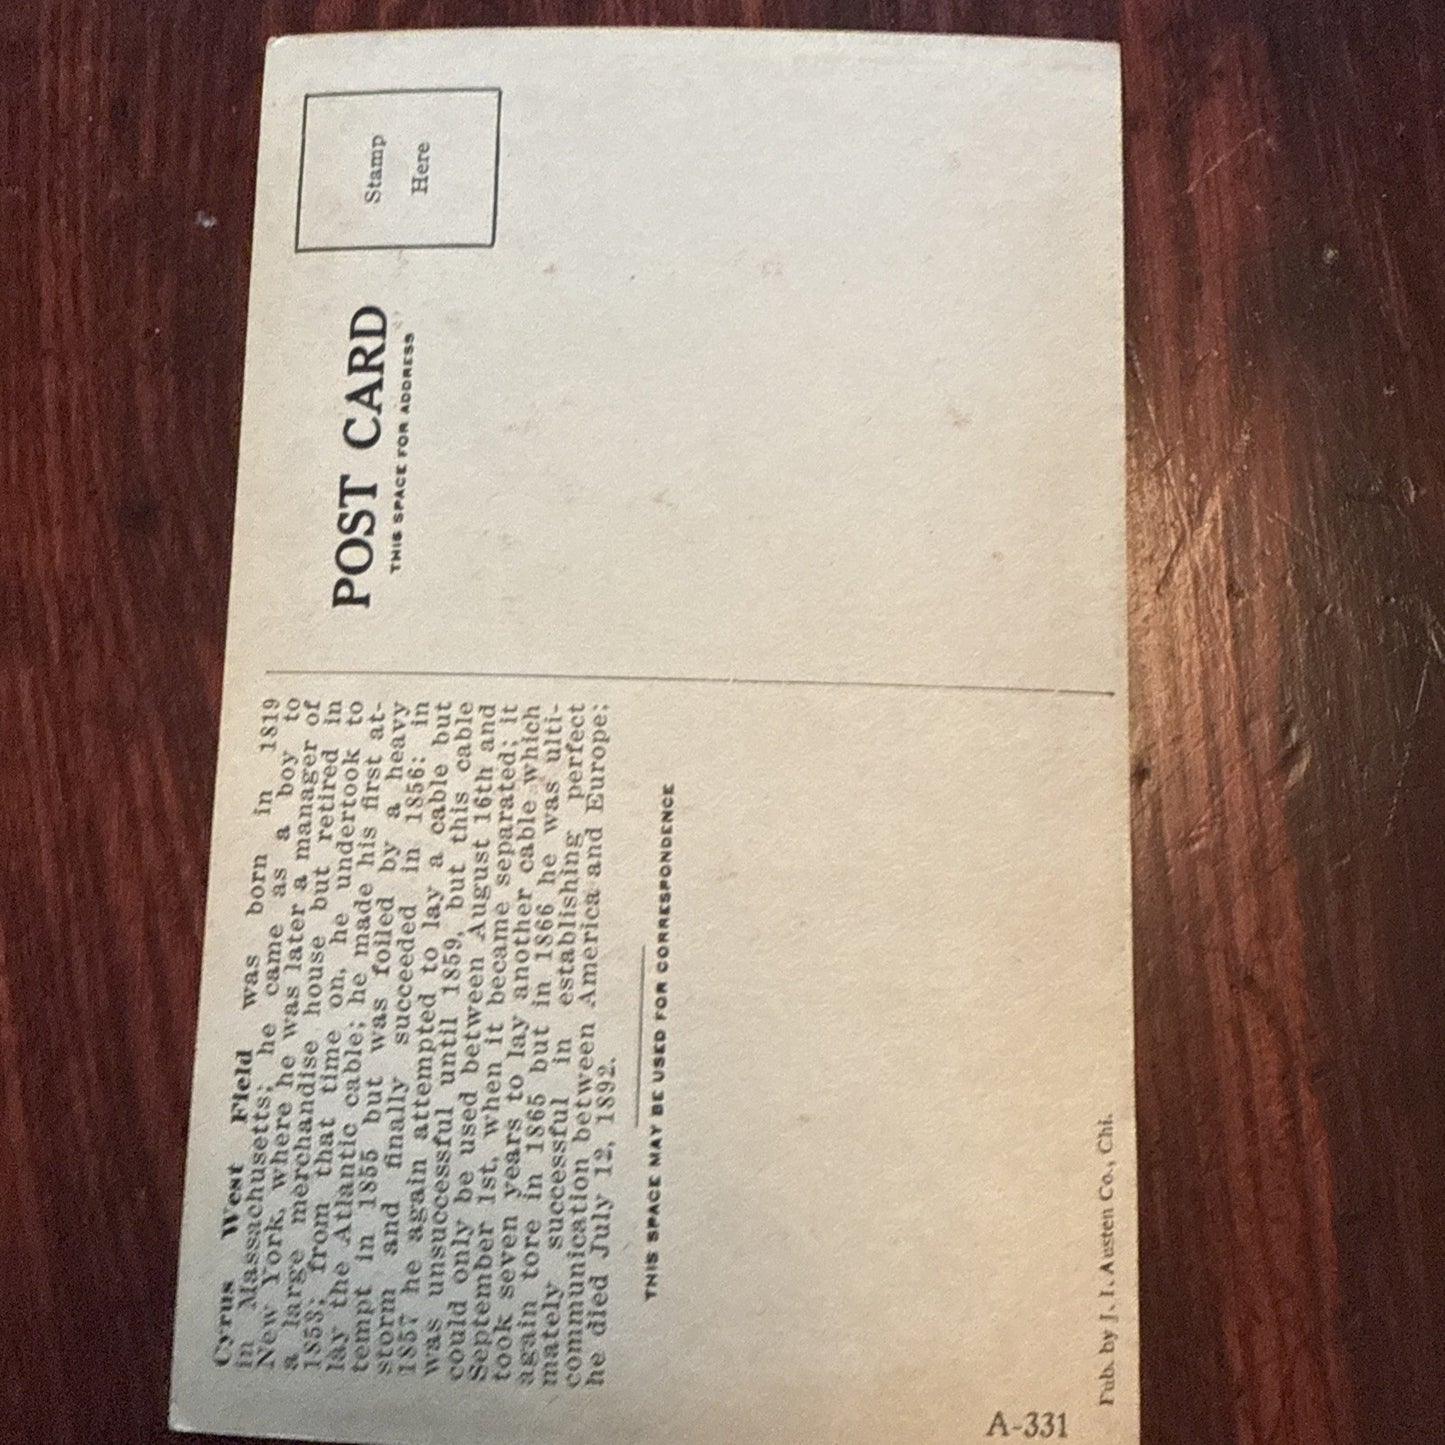 Cyrus West Field was born in 1819
in Massachusetts; he came as a boy to
New York, where he was later a manager of
a large merchandise house but retired in
1853; from that time on, he undertook to
lay the Atlantic cable; he made his first at-
tempt in 1855 but was foiled by a heavy
storm and finally succeeded in 1856: in
1857 he again attempted to lay a cable but
was unsuccessful until 1859, but this cable
could only be used between August 16th and
September 1st, when it became separated; it
took seven years to lay another cable which
again tore in 1865 but in 1866 he was ulti-
mately successful in establishing perfect
communication between America and Europe;
he died July 12, 1892.
THIS SPACE MAY BE USED FOR CORRESPONDENCE
A-331
Pub. by J. I. Austen Co., Chi.
POST CARD
THIS SPACE FOR ADDRESS
Stamp
Here